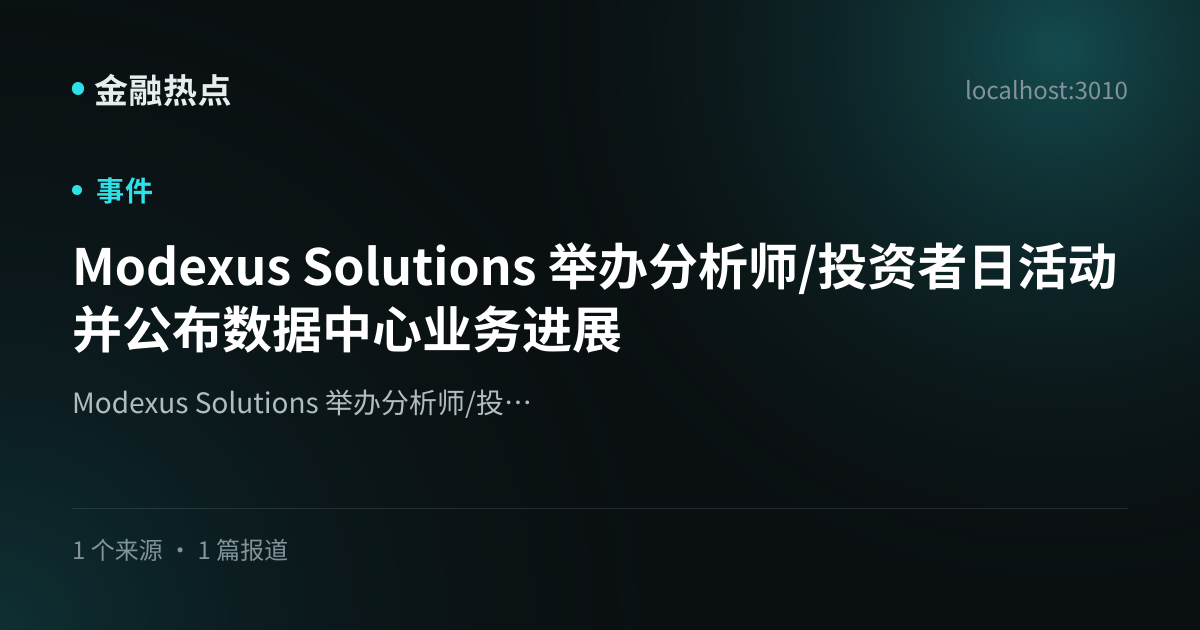 金融热点
localhost:3010
事件
Modexus Solutions 举办分析师/投资者日活动
并公布数据中心业务进展
Modexus Solutions 举办分析师/投…
1 个来源 · 1 篇报道